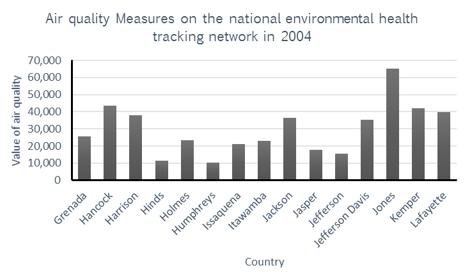 Air quality Measures on the national environmental health
tracking network in 2004
Value of air quality
70,000
60,000
50,000
40,000
30,000
20,000
10,000
0
Grenada
Hancock
Harrison
Hinds
Holmes
Humphreys
Issaquena
Itawamba
Jackson
Jasper
Jefferson
Jefferson Davis
Jones
Kemper
Lafayette
Country